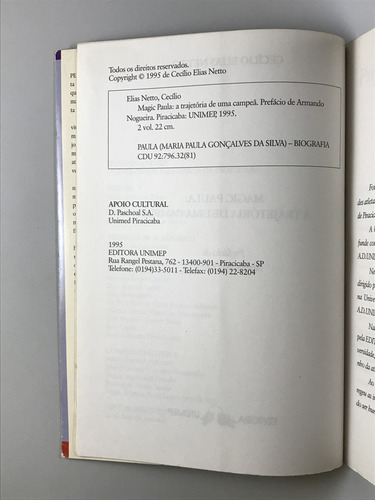 Todos os direitos reservados.
Copyright © 1995 de Cecílio Elias Netto
Elias Netto, Cecílio
Magic Paula: a trajetória de uma campeã. Prefácio de Armando
Nogueira. Piracicaba: UNIMEP, 1995.
2 vol. 22 cm.
PAULA (MARIA PAULA GONÇALVES DA SILVA) – BIOGRAFIA
CDU 92:796.32(81)
APOIO CULTURAL
D. Paschoal S.A.
Unimed Piracicaba
1995
EDITORA UNIMEP
Rua Rangel Pestana, 762 - 13400-901 - Piracicaba - SP
Telefone: (0194)33-5011 - Telefax: (0194) 22-8204